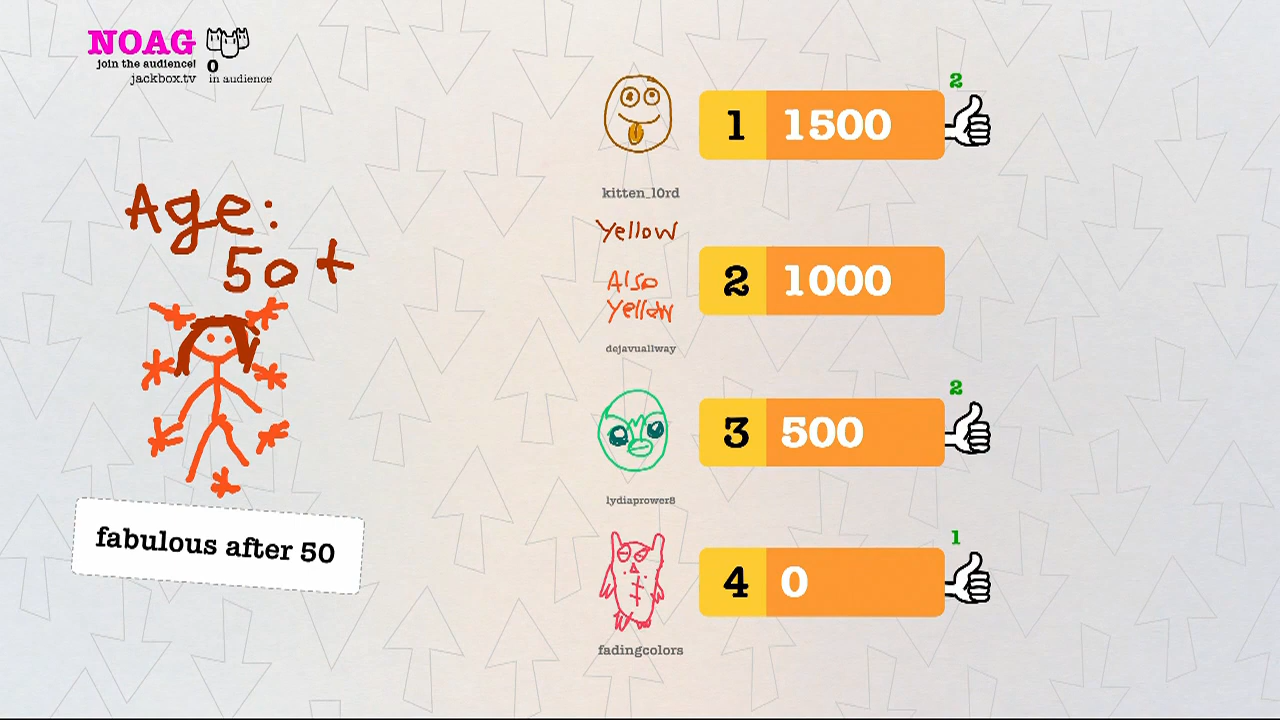 NOAG
join the audience!
jackbox.tv
0
in audience
Age:
50+
fabulous after 50
2
1 1500
kitten_l0rd
Yellow
Also
Yellow
2 1000
dejavuallway
2
3 500
lydiaprower8
1
4 0
fadingcolors